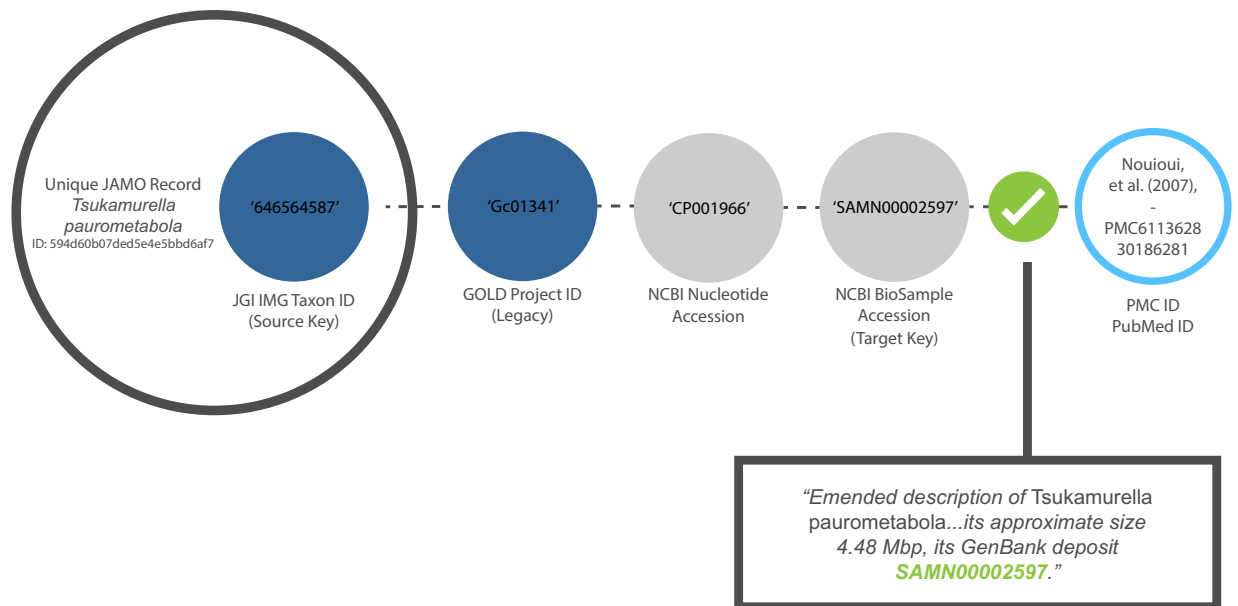 Unique JAMO Record
Tsukamurella
paurometabola
ID: 594d60b07ded5e4e5bbd6af7
‘646564587’
JGI IMG Taxon ID
(Source Key)
‘Gc01341’
GOLD Project ID
(Legacy)
‘CP001966’
NCBI Nucleotide
Accession
‘SAMN00002597’
NCBI BioSample
Accession
(Target Key)
Nouioui,
et al. (2007),
-
PMC6113628
30186281
PMC ID
PubMed ID
“Emended description of Tsukamurella
paurometabola...its approximate size
4.48 Mbp, its GenBank deposit
SAMN00002597.”